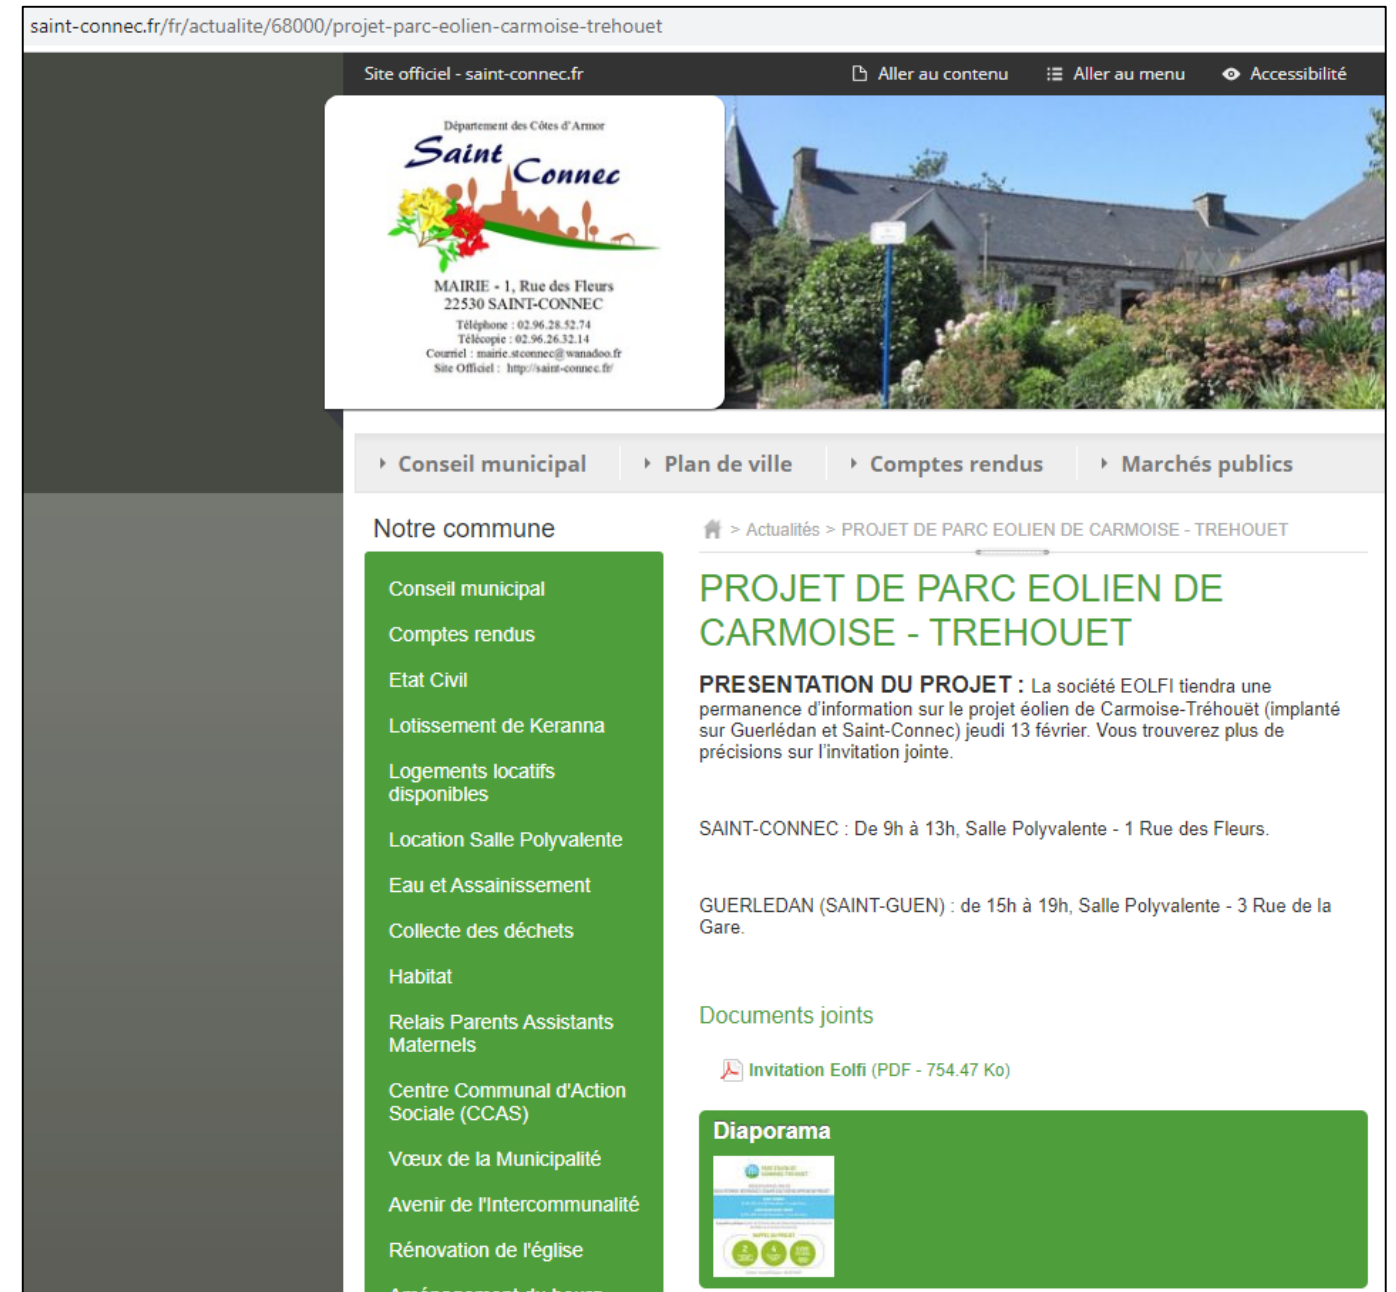 saint-connec.fr/fr/actualite/68000/projet-parc-eolien-carmoise-trehouet
Site officiel - saint-connec.fr
Aller au contenu
Aller au menu
Accessibilité
Département des Côtes d'Armor
Saint
Connec
MAIRIE - 1, Rue des Fleurs
22530 SAINT-CONNEC
Téléphone : 02.96.28.52.74
Télécopie : 02.96.26.32.14
Courriel : mairie.stconnec@wanadoo.fr
Site Officiel : http://saint-connec.fr/
Conseil municipal
Plan de ville
Comptes rendus
Marchés publics
Notre commune
Conseil municipal
Comptes rendus
Etat Civil
Lotissement de Keranna
Logements locatifs
disponibles
Location Salle Polyvalente
Eau et Assainissement
Collecte des déchets
Habitat
Relais Parents Assistants
Maternels
Centre Communal d'Action
Sociale (CCAS)
Vœux de la Municipalité
Avenir de l'Intercommunalité
Rénovation de l'église
> Actualités > PROJET DE PARC EOLIEN DE CARMOISE - TREHOUET
PROJET DE PARC EOLIEN DE
CARMOISE - TREHOUET
PRESENTATION DU PROJET : La société EOLFI tiendra une
permanence d'information sur le projet éolien de Carmoise-Tréhouët (implanté
sur Guerlédan et Saint-Connec) jeudi 13 février. Vous trouverez plus de
précisions sur l'invitation jointe.
SAINT-CONNEC : De 9h à 13h, Salle Polyvalente - 1 Rue des Fleurs.
GUERLEDAN (SAINT-GUEN) : de 15h à 19h, Salle Polyvalente - 3 Rue de la
Gare.
Documents joints
Invitation Eolfi (PDF - 754.47 Ko)
Diaporama